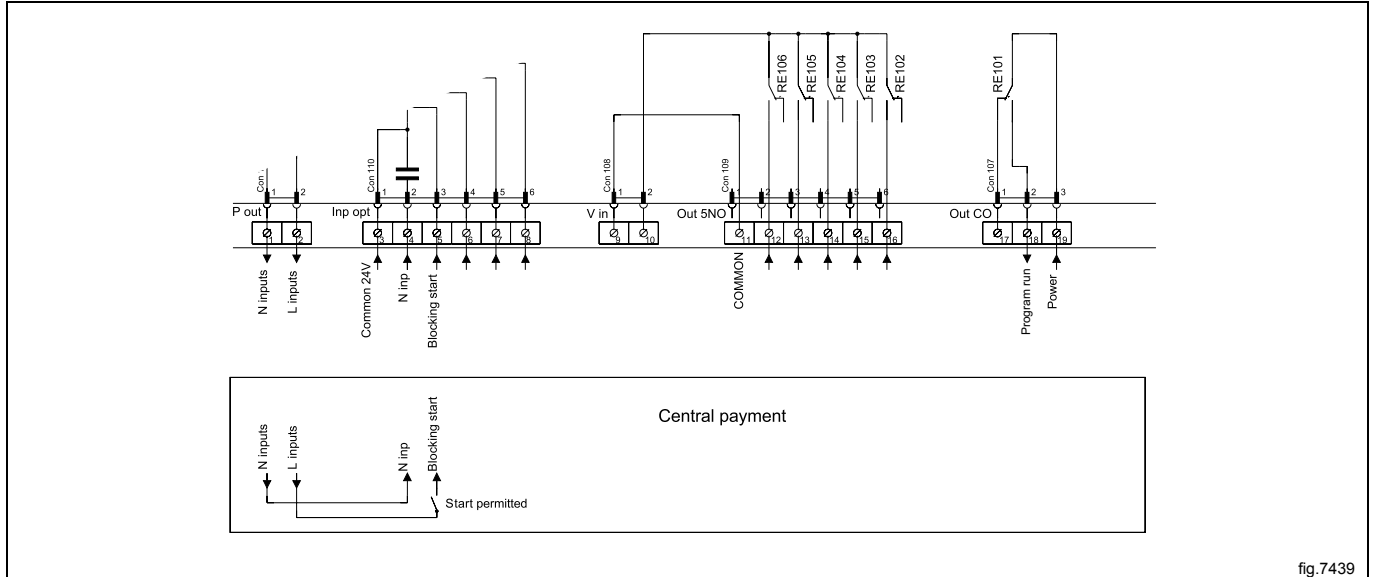 RE106
RE105
RE104
RE103
RE102
RE101
Con
Con 110
Con 108
Con 109
Con 107
1 2
1 2 3 4 5 6
1 2
1 2 3 4 5 6
1 2 3
P out
Inp opt
V in
Out 5NO
Out CO
1 2
3 4 5 6 7 8
9 10
11 12 13 14 15 16
17 18 19
N inputs
L inputs
Common 24V
N inp
Blocking start
COMMON
Program run
Power
Central payment
N inputs
L inputs
N inp
Blocking start
Start permitted
fig.7439